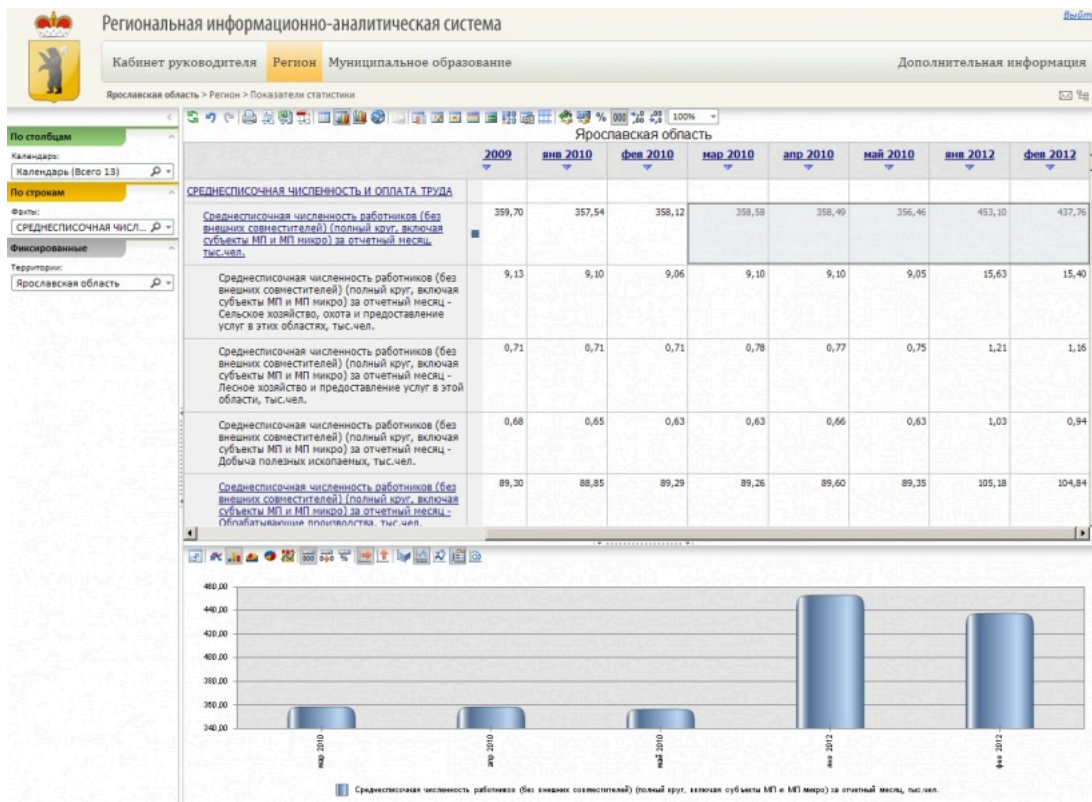 Выйти
Региональная информационно-аналитическая система
Кабинет руководителя Регион Муниципальное образование Дополнительная информация
Ярославская область > Регион > Показатели статистики
По столбцам
Календарь:
Календарь (Всего 13)
По строкам
Факты:
СРЕДНЕСПИСОЧНАЯ ЧИСЛ...
Фиксированные
Территории:
Ярославская область
% 000 100%
Ярославская область
2009 янв 2010 фев 2010 мар 2010 апр 2010 май 2010 янв 2012 фев 2012
СРЕДНЕСПИСОЧНАЯ ЧИСЛЕННОСТЬ И ОПЛАТА ТРУДА
Среднесписочная численность работников (без
внешних совместителей) (полный круг, включая
субъекты МП и МП микро) за отчетный месяц,
тыс.чел.
359,70 357,54 358,12 358,58 358,49 356,46 453,10 437,76
Среднесписочная численность работников (без
внешних совместителей) (полный круг, включая
субъекты МП и МП микро) за отчетный месяц -
Сельское хозяйство, охота и предоставление
услуг в этих областях, тыс.чел.
9,13 9,10 9,06 9,10 9,10 9,05 15,63 15,40
Среднесписочная численность работников (без
внешних совместителей) (полный круг, включая
субъекты МП и МП микро) за отчетный месяц -
Лесное хозяйство и предоставление услуг в этой
области, тыс.чел.
0,71 0,71 0,71 0,78 0,77 0,75 1,21 1,16
Среднесписочная численность работников (без
внешних совместителей) (полный круг, включая
субъекты МП и МП микро) за отчетный месяц -
Добыча полезных ископаемых, тыс.чел.
0,68 0,65 0,63 0,63 0,66 0,63 1,03 0,94
Среднесписочная численность работников (без
внешних совместителей) (полный круг, включая
субъекты МП и МП микро) за отчетный месяц -
Обрабатывающие производства, тыс.чел.
89,30 88,85 89,29 89,26 89,60 89,35 105,18 104,84
460,00
440,00
420,00
400,00
380,00
360,00
340,00
мар 2010
апр 2010
май 2010
янв 2012
фев 2012
Среднесписочная численность работников (без внешних совместителей) (полный круг, включая субъекты МП и МП микро) за отчетный месяц, тыс.чел.